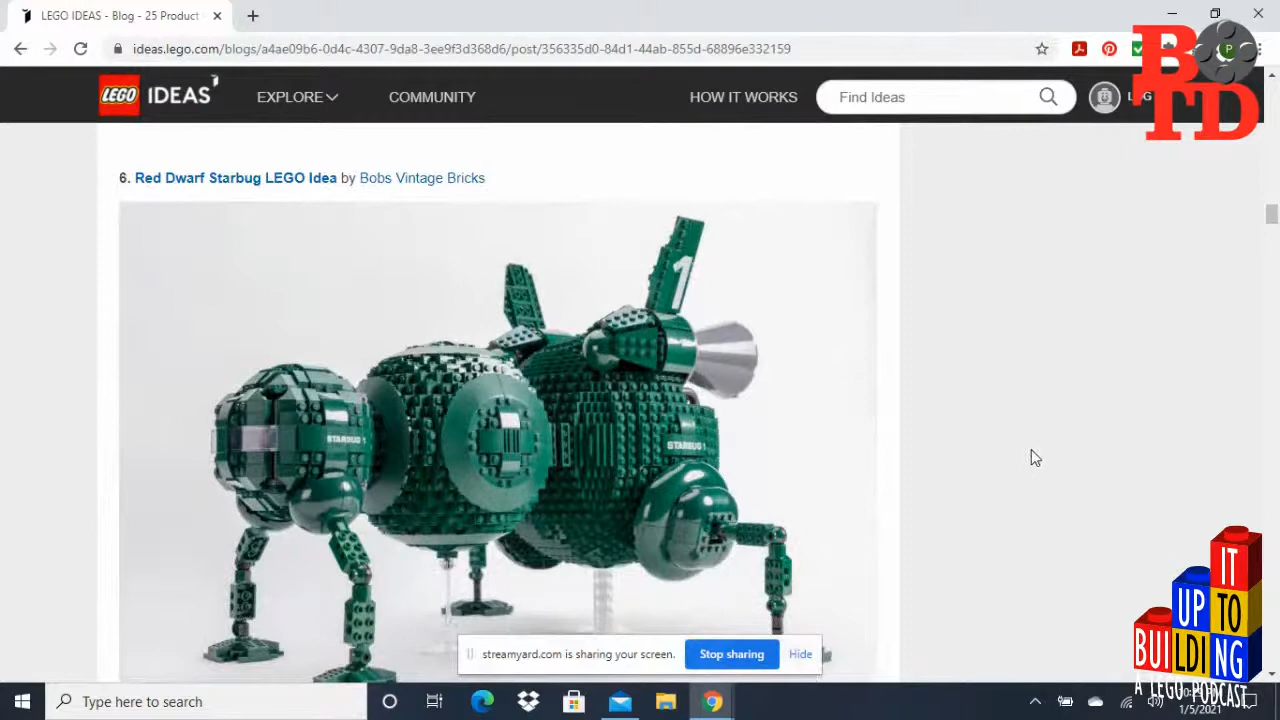 LEGO IDEAS - Blog - 25 Product
ideas.lego.com/blogs/a4ae09b6-0d4c-4307-9da8-3ee9f3d368d6/post/356335d0-84d1-44ab-855d-68896e332159
P
B
TTD
LEGO IDEAS
EXPLORE
COMMUNITY
HOW IT WORKS
Find Ideas
LOG
6. Red Dwarf Starbug LEGO Idea by Bobs Vintage Bricks
1
STARBUG 1
STARBUG 1
IT
UP TO
BUILDING
A LEGO PODCAST
streamyard.com is sharing your screen.
Stop sharing
Hide
Type here to search
1/5/2021